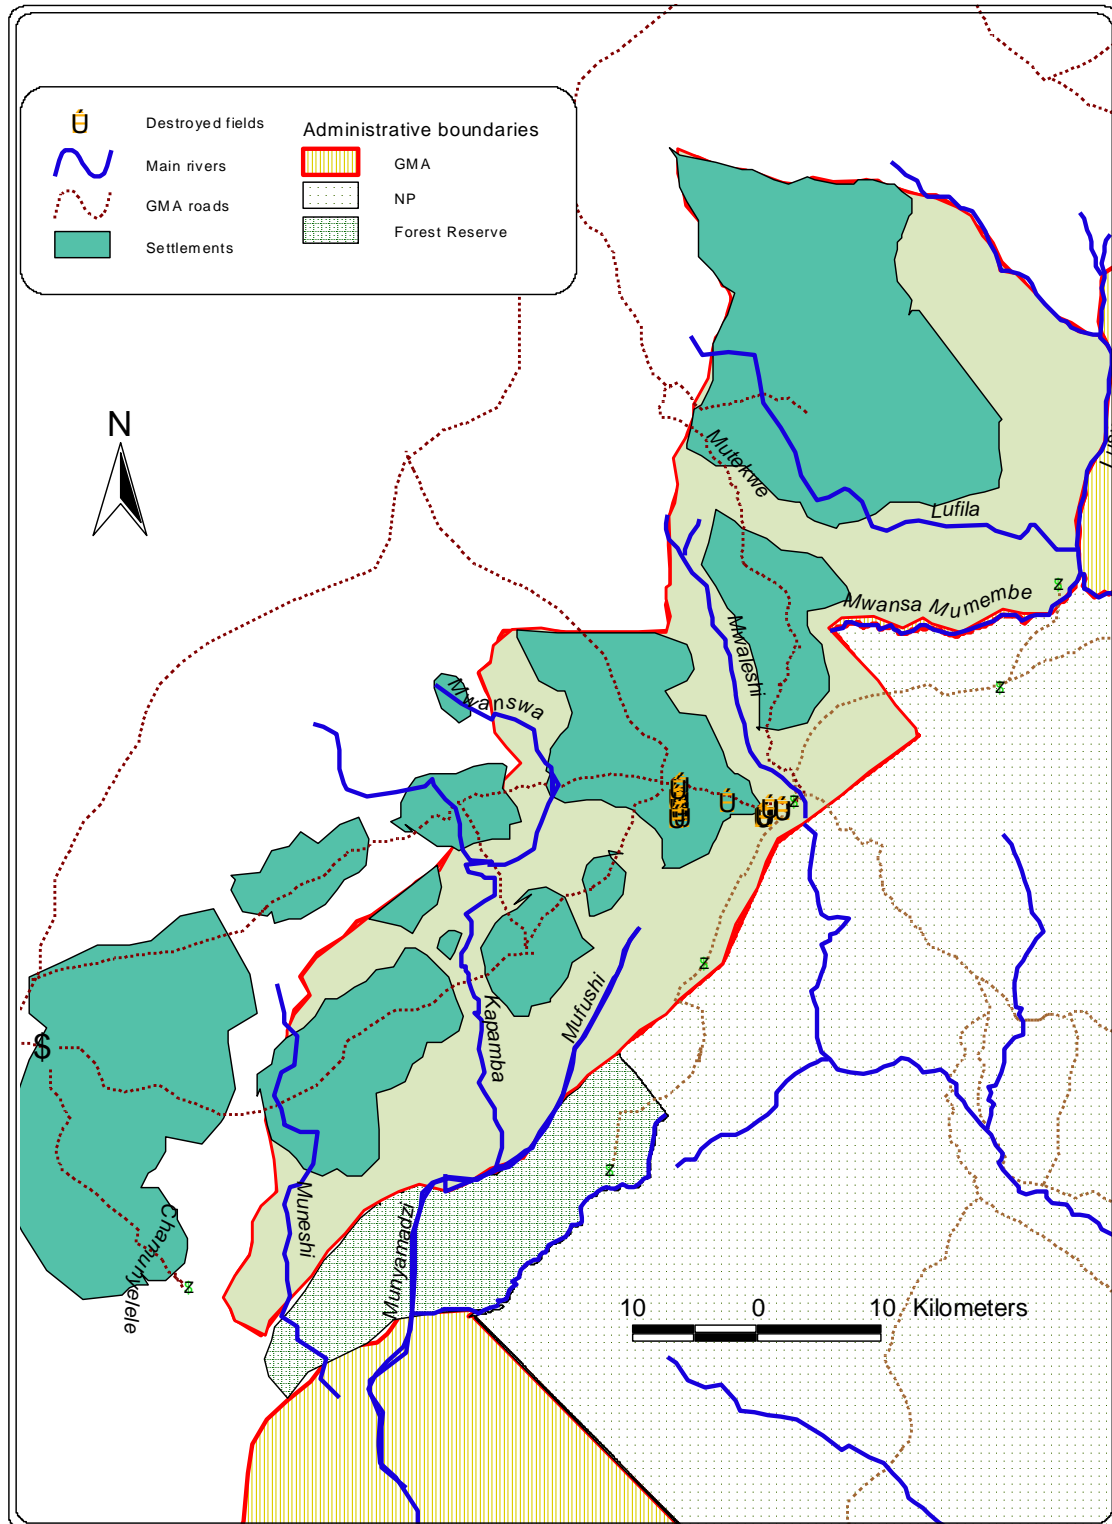 Ú Destroyed fields
Main rivers
GMA roads
Settlements
Administrative boundaries
GMA
NP
Forest Reserve
N
Mutekwe
Lufila
Mwansa Mumembe
z
Mwaleshi
z
Mwanswa
Ú
Ú
Ú
Ú Ú
Ú
z
z
Kapamba
Mufushi
$
z
Muneshi
Munyamadzi
Chamunyelele
z
10 0 10 Kilometers